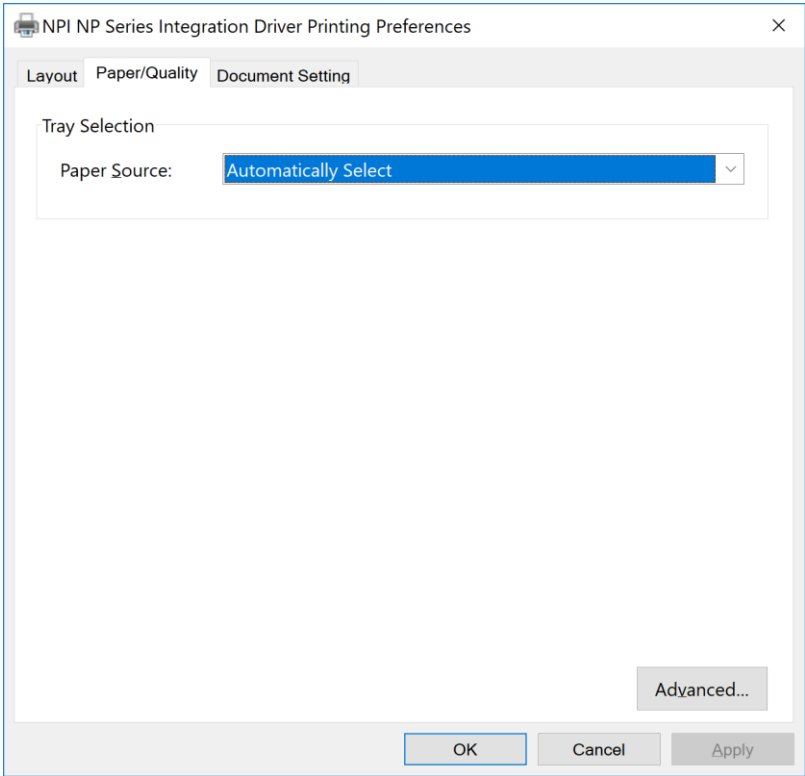 NPI NP Series Integration Driver Printing Preferences
Layout Paper/Quality Document Setting
Tray Selection
Paper Source: Automatically Select
Advanced...
OK Cancel Apply